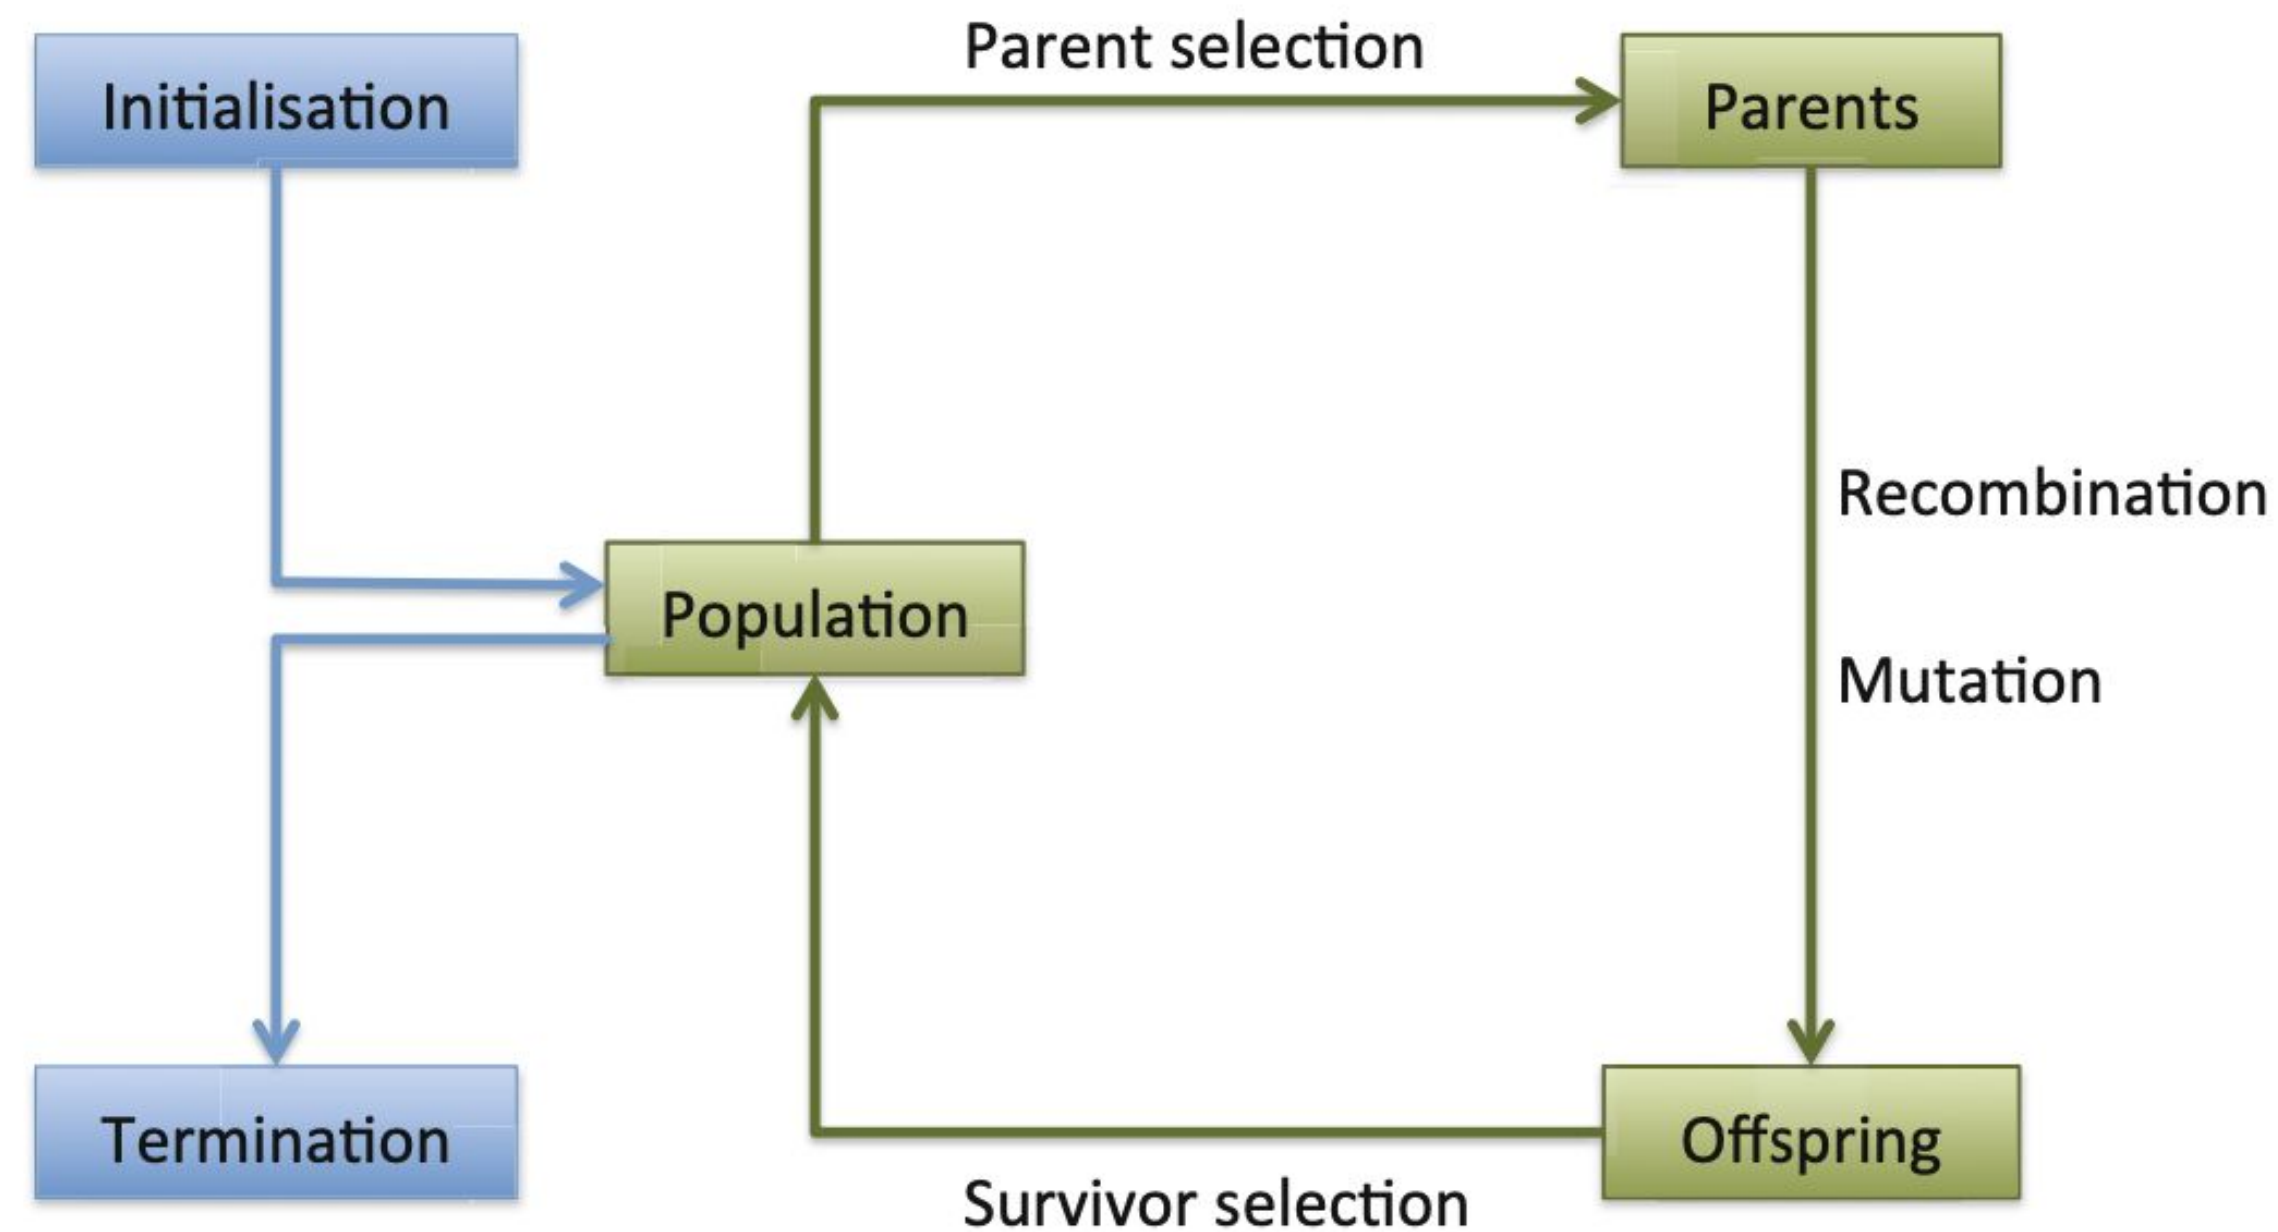 Parent selection
Initialisation
Parents
Recombination
Population
Mutation
Termination
Offspring
Survivor selection